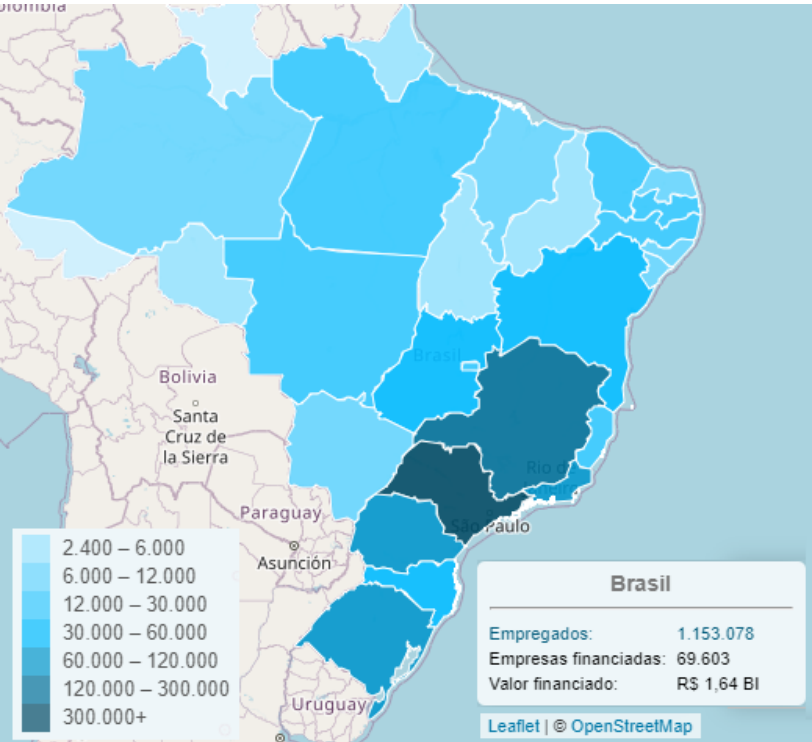 Brasil
Bolivia
Santa
Cruz de
la Sierra
Rio de
Janeiro
São Paulo
Paraguay
Asunción
Uruguay
2.400 – 6.000
6.000 – 12.000
12.000 – 30.000
30.000 – 60.000
60.000 – 120.000
120.000 – 300.000
300.000+
Brasil
Empregados: 1.153.078
Empresas financiadas: 69.603
Valor financiado: R$ 1,64 BI
Leaflet | © OpenStreetMap